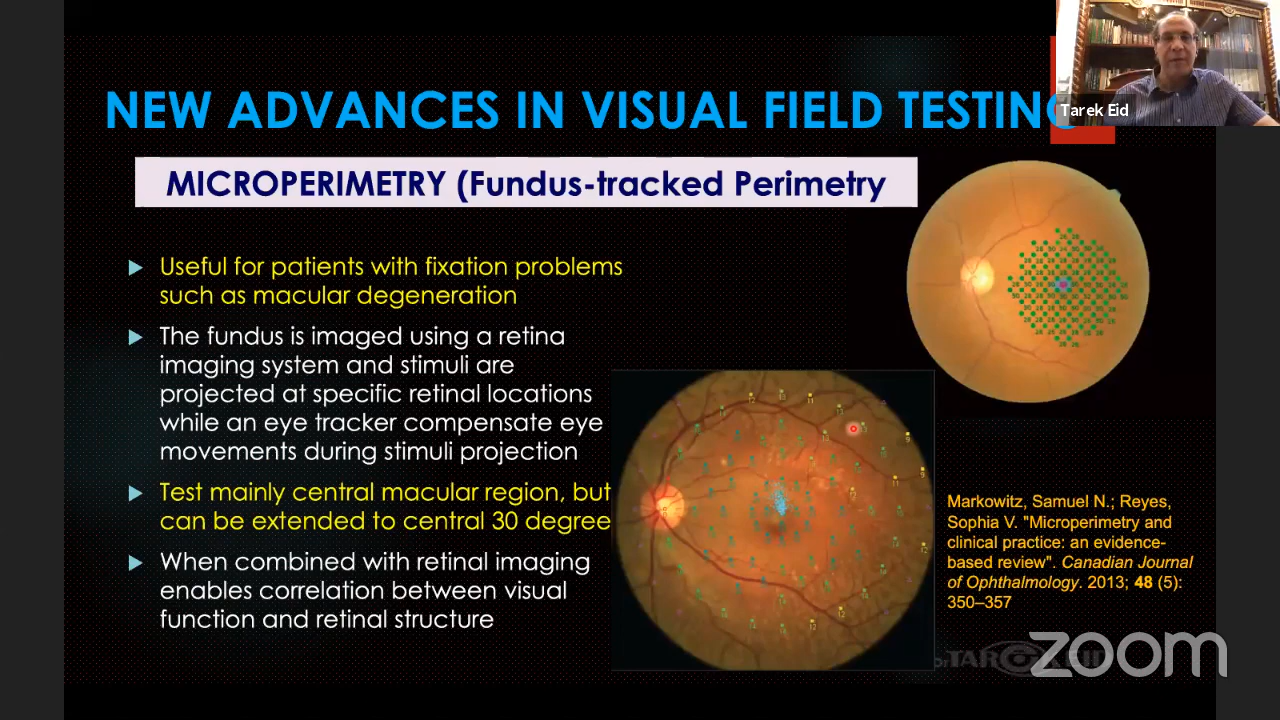 Tarek Eid
NEW ADVANCES IN VISUAL FIELD TESTING
MICROPERIMETRY (Fundus-tracked Perimetry
Useful for patients with fixation problems
such as macular degeneration
The fundus is imaged using a retina
imaging system and stimuli are
projected at specific retinal locations
while an eye tracker compensate eye
movements during stimuli projection
Test mainly central macular region, but
can be extended to central 30 degree
When combined with retinal imaging
enables correlation between visual
function and retinal structure
Markowitz, Samuel N.; Reyes,
Sophia V. "Microperimetry and
clinical practice: an evidence-
based review". Canadian Journal
of Ophthalmology. 2013; 48 (5):
350–357
zoom